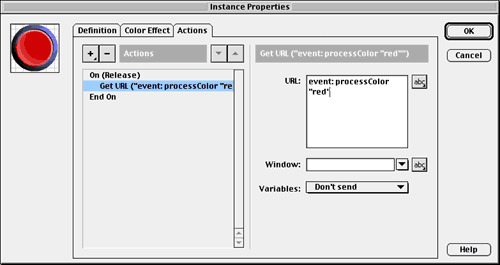 Instance Properties
Definition Color Effect Actions
OK
Cancel
+ - Actions
Get URL ("event: processColor "red"")
On (Release)
Get URL ("event: processColor "re
End On
URL: event: processColor
"red"
abc
Window: abc
Variables: Don't send
Help